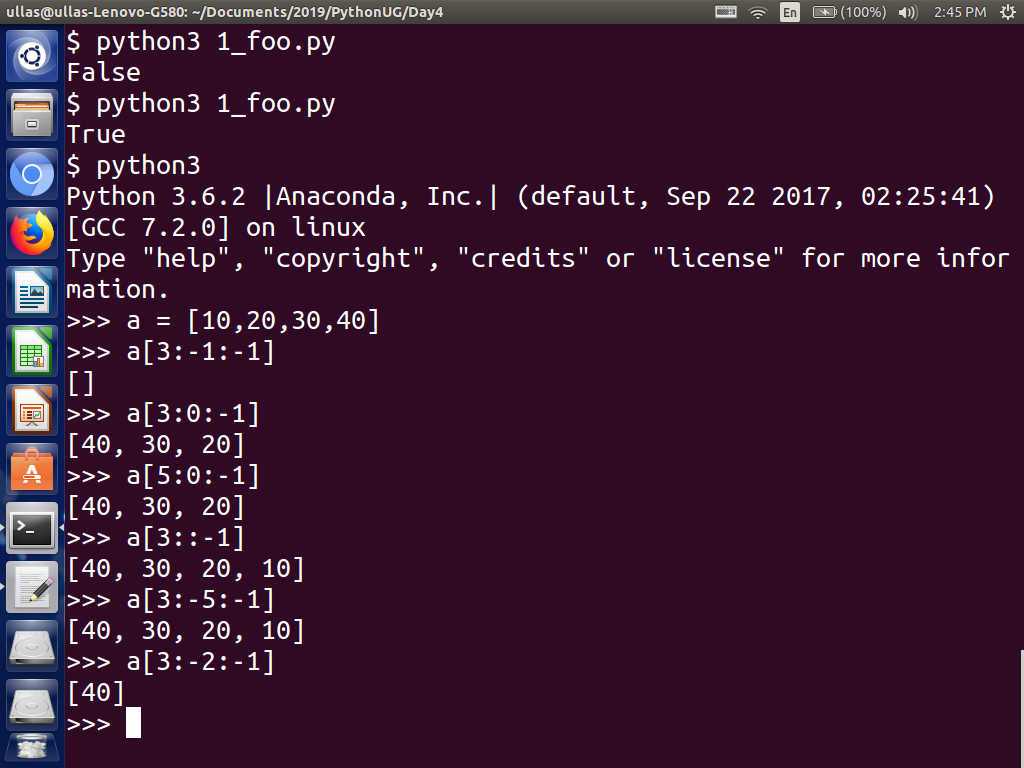 ullas@ullas-Lenovo-G580: ~/Documents/2019/PythonUG/Day4 En (100%) 2:45 PM
$ python3 1_foo.py
False
$ python3 1_foo.py
True
$ python3
Python 3.6.2 |Anaconda, Inc.| (default, Sep 22 2017, 02:25:41)
[GCC 7.2.0] on linux
Type "help", "copyright", "credits" or "license" for more infor
mation.
>>> a = [10,20,30,40]
>>> a[3:-1:-1]
[]
>>> a[3:0:-1]
[40, 30, 20]
>>> a[5:0:-1]
[40, 30, 20]
>>> a[3::-1]
[40, 30, 20, 10]
>>> a[3:-5:-1]
[40, 30, 20, 10]
>>> a[3:-2:-1]
[40]
>>>